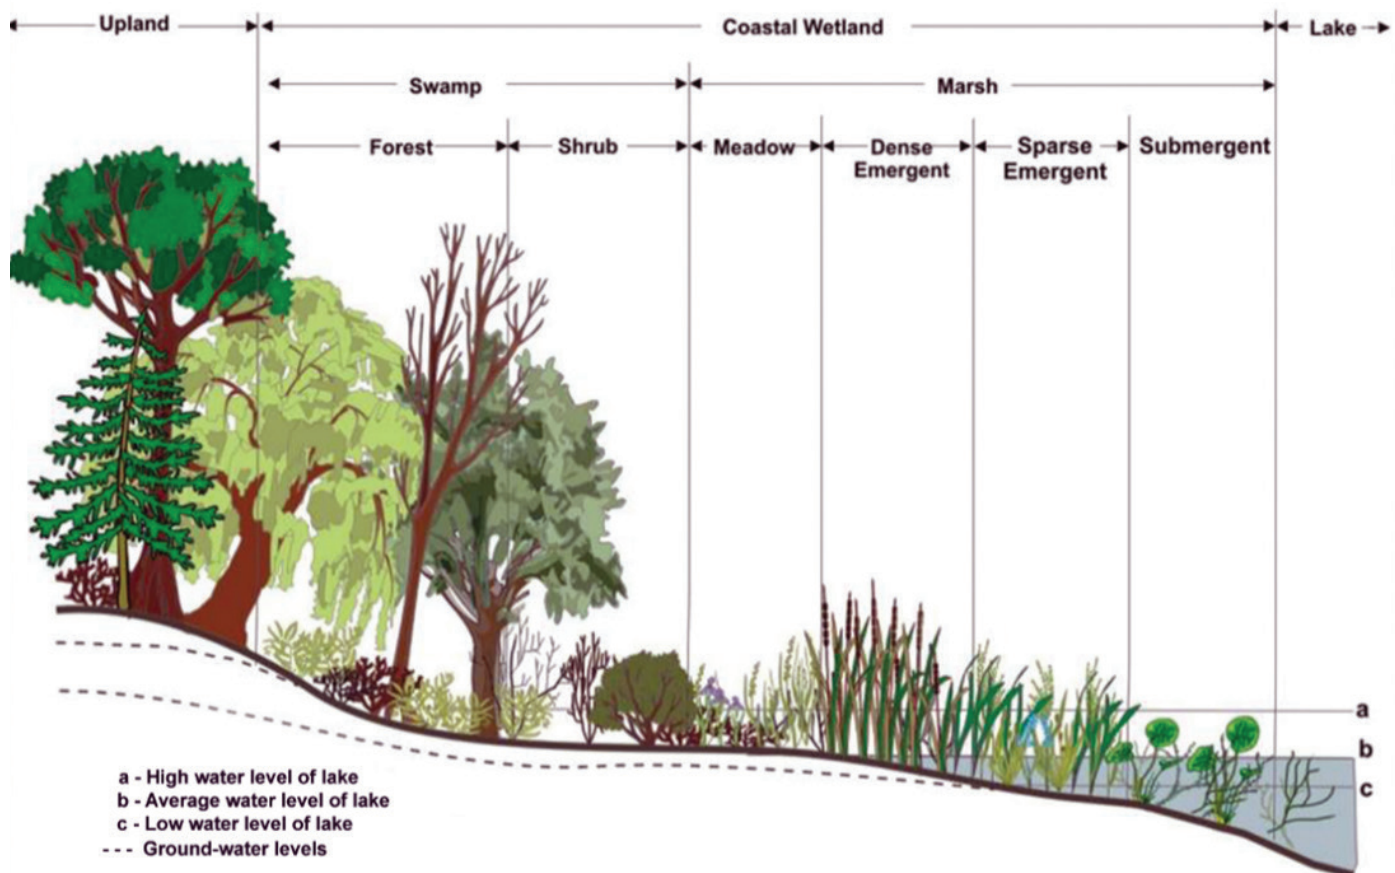 Upland
Coastal Wetland
Lake
Swamp
Marsh
Forest
Shrub
Meadow
Dense
Emergent
Sparse
Emergent
Submergent
a
b
c
a - High water level of lake
b - Average water level of lake
c - Low water level of lake
--- Ground-water levels